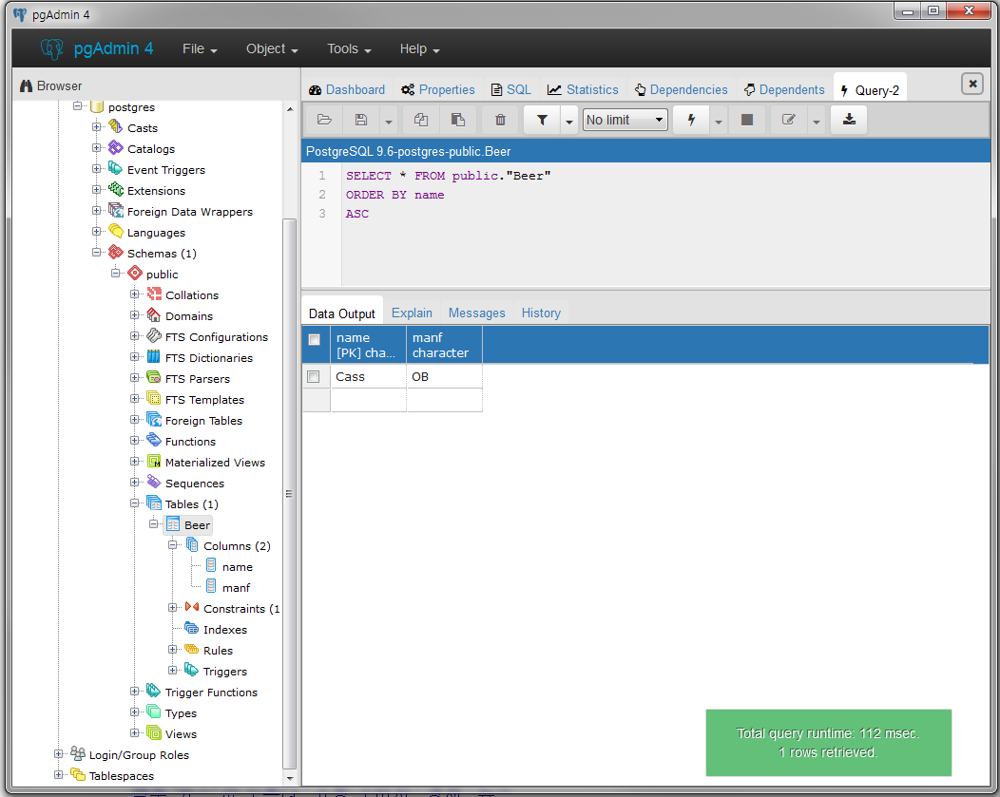 pgAdmin 4
pgAdmin 4 File Object Tools Help
Browser
postgres
Casts
Catalogs
Event Triggers
Extensions
Foreign Data Wrappers
Languages
Schemas (1)
public
Collations
Domains
FTS Configurations
FTS Dictionaries
FTS Parsers
FTS Templates
Foreign Tables
Functions
Materialized Views
Sequences
Tables (1)
Beer
Columns (2)
name
manf
Constraints (1
Indexes
Rules
Triggers
Trigger Functions
Types
Views
Login/Group Roles
Tablespaces
Dashboard Properties SQL Statistics Dependencies Dependents Query-2
No limit
PostgreSQL 9.6-postgres-public.Beer
1 SELECT * FROM public."Beer"
2 ORDER BY name
3 ASC
Data Output Explain Messages History
name manf
[PK] cha... character
Cass OB
Total query runtime: 112 msec.
1 rows retrieved.